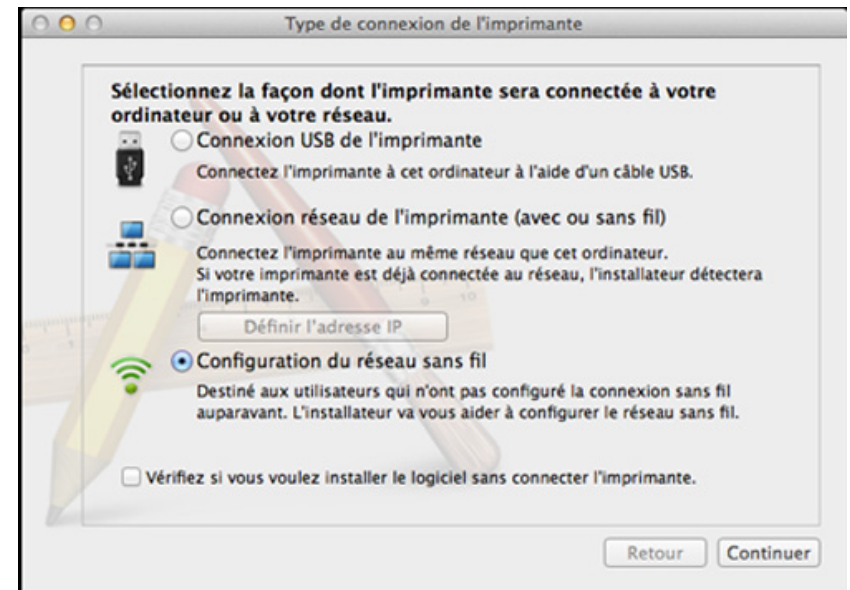 Type de connexion de l'imprimante
Sélectionnez la façon dont l'imprimante sera connectée à votre
ordinateur ou à votre réseau.
Connexion USB de l'imprimante
Connectez l'imprimante à cet ordinateur à l'aide d'un câble USB.
Connexion réseau de l'imprimante (avec ou sans fil)
Connectez l'imprimante au même réseau que cet ordinateur.
Si votre imprimante est déjà connectée au réseau, l'installateur détectera
l'imprimante.
Définir l'adresse IP
Configuration du réseau sans fil
Destiné aux utilisateurs qui n'ont pas configuré la connexion sans fil
auparavant. L'installateur va vous aider à configurer le réseau sans fil.
Vérifiez si vous voulez installer le logiciel sans connecter l'imprimante.
Retour
Continuer